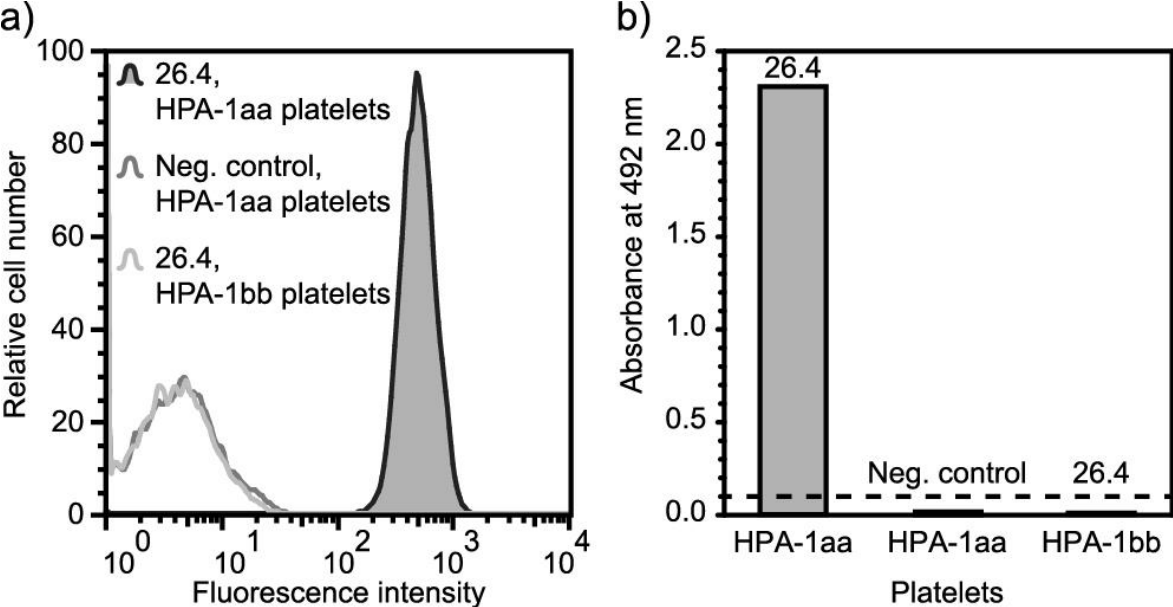 a)
100
80
60
40
20
0
Relative cell number
26.4,
HPA-1aa platelets
Neg. control,
HPA-1aa platelets
26.4,
HPA-1bb platelets
10^0 10^1 10^2 10^3 10^4
Fluorescence intensity
b)
2.5
2.0
1.5
1.0
0.5
0.0
Absorbance at 492 nm
26.4
Neg. control 26.4
HPA-1aa HPA-1aa HPA-1bb
Platelets